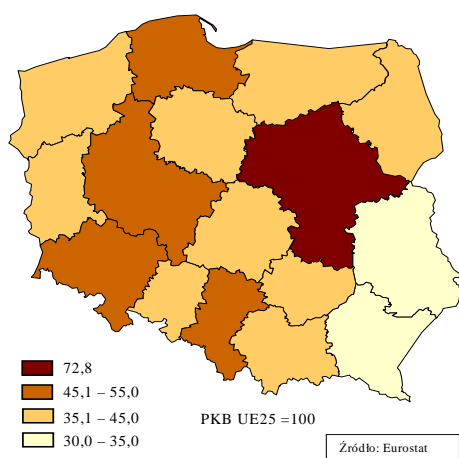 72,8
45,1 – 55,0
35,1 – 45,0
30,0 – 35,0
PKB UE25 =100
Źródło: Eurostat